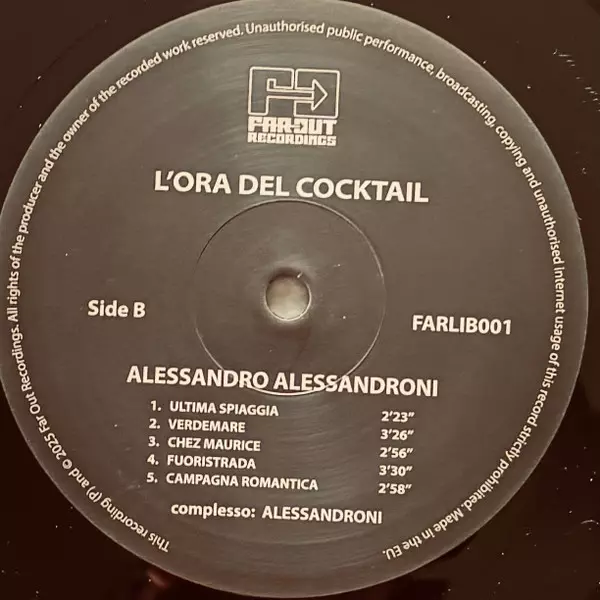 This recording (P) and © 2025 Far Out Recordings. All rights of the producer and the owner of the recorded work reserved. Unauthorised public performance, broadcasting, copying and unauthorised internet usage of this record strictly prohibited. Made in the EU.
FAR OUT
RECORDINGS
L'ORA DEL COCKTAIL
Side B
FARLIB001
ALESSANDRO ALESSANDRONI
1. ULTIMA SPIAGGIA 2'23"
2. VERDEMARE 3'26"
3. CHEZ MAURICE 2'56"
4. FUORISTRADA 3'30"
5. CAMPAGNA ROMANTICA 2'58"
complesso: ALESSANDRONI